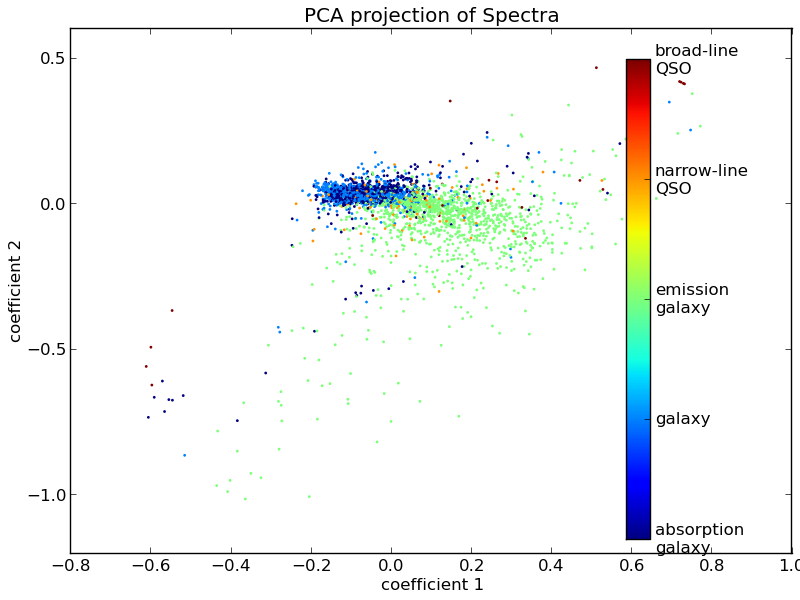 PCA projection of Spectra
broad-line
QSO
narrow-line
QSO
emission
galaxy
galaxy
absorption
galaxy
0.5
0.0
−0.5
−1.0
coefficient 2
−0.8
−0.6
−0.4
−0.2
0.0
0.2
0.4
0.6
0.8
1.0
coefficient 1